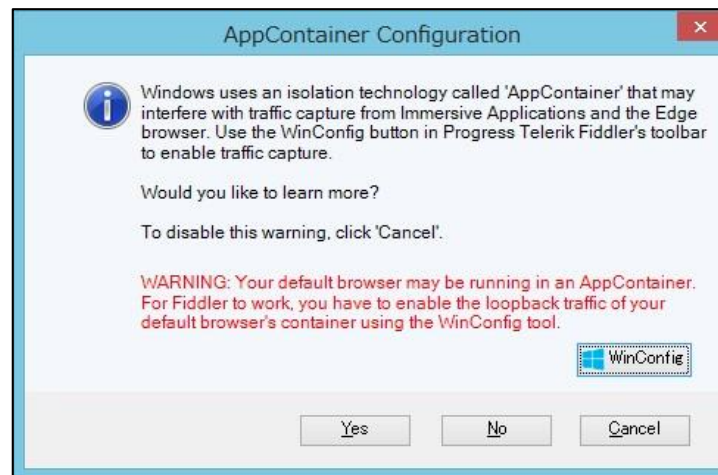 AppContainer Configuration
Windows uses an isolation technology called 'AppContainer' that may
interfere with traffic capture from Immersive Applications and the Edge
browser. Use the WinConfig button in Progress Telerik Fiddler's toolbar
to enable traffic capture.
Would you like to learn more?
To disable this warning, click 'Cancel'.
WARNING: Your default browser may be running in an AppContainer.
For Fiddler to work, you have to enable the loopback traffic of your
default browser's container using the WinConfig tool.
WinConfig
Yes
No
Cancel